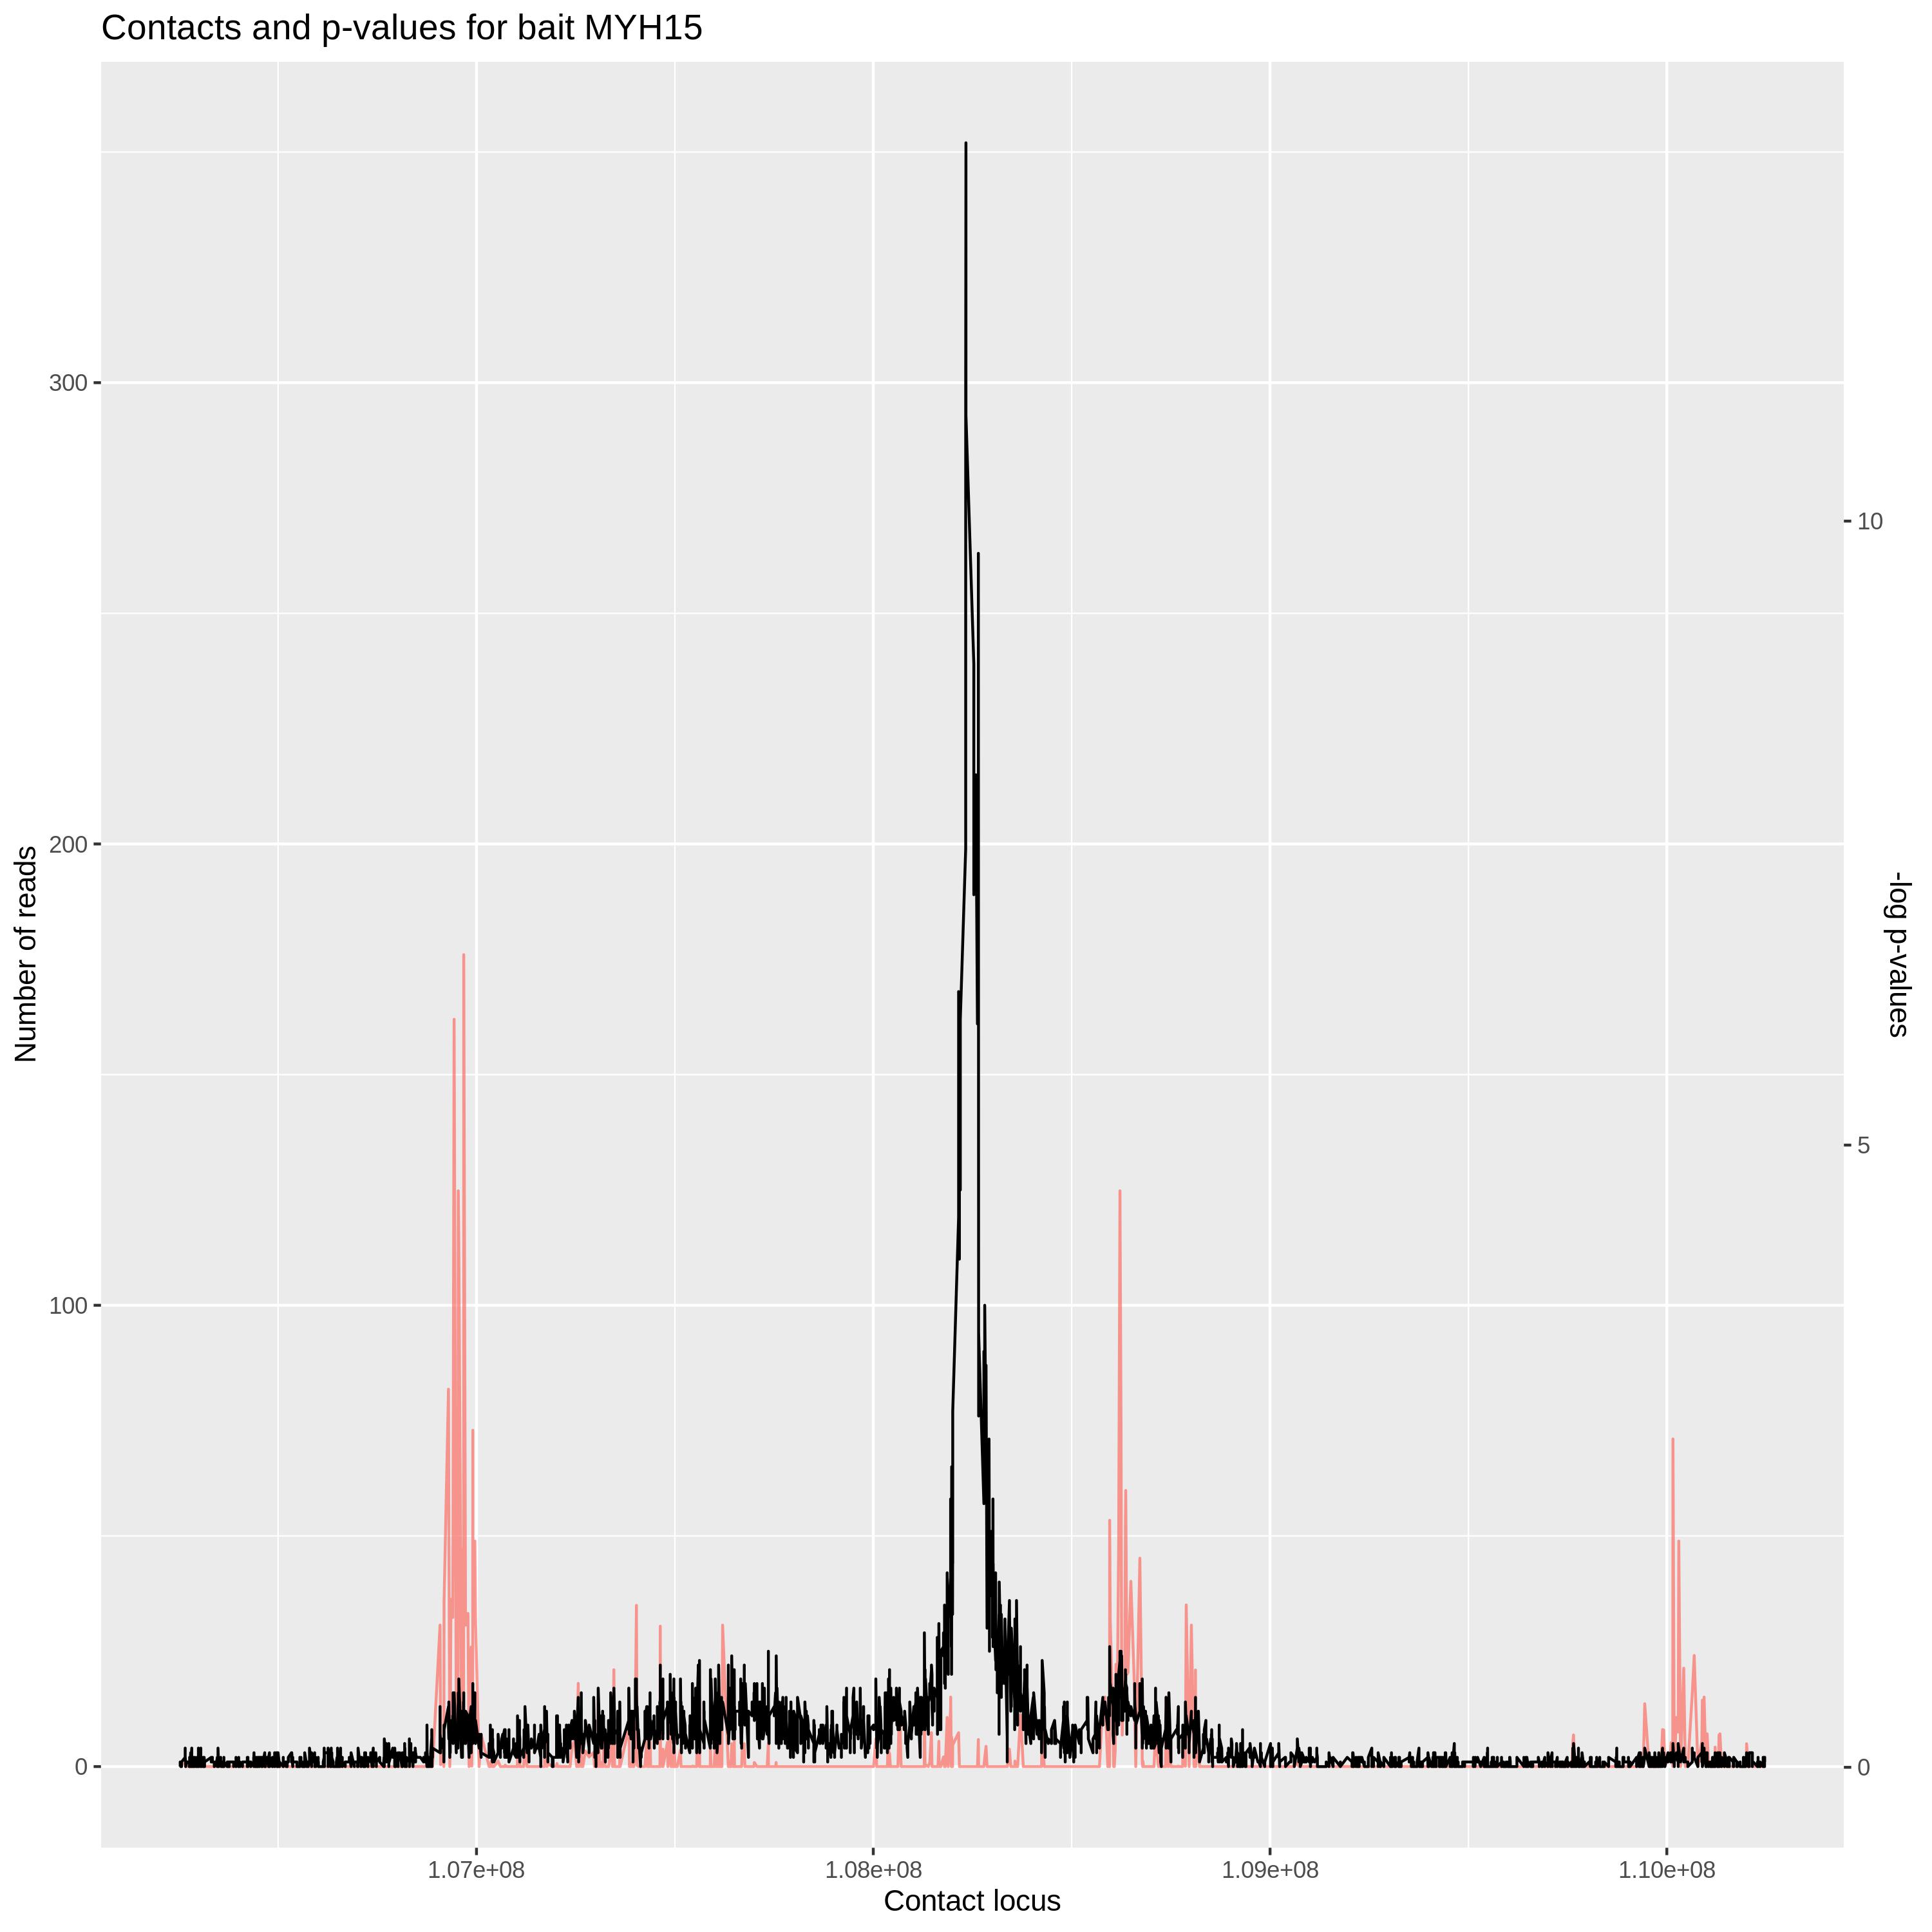 Contacts and p-values for bait MYH15
300
200
100
0
10
5
0
Number of reads
-log p-values
1.07e+08
1.08e+08
1.09e+08
1.10e+08
Contact locus